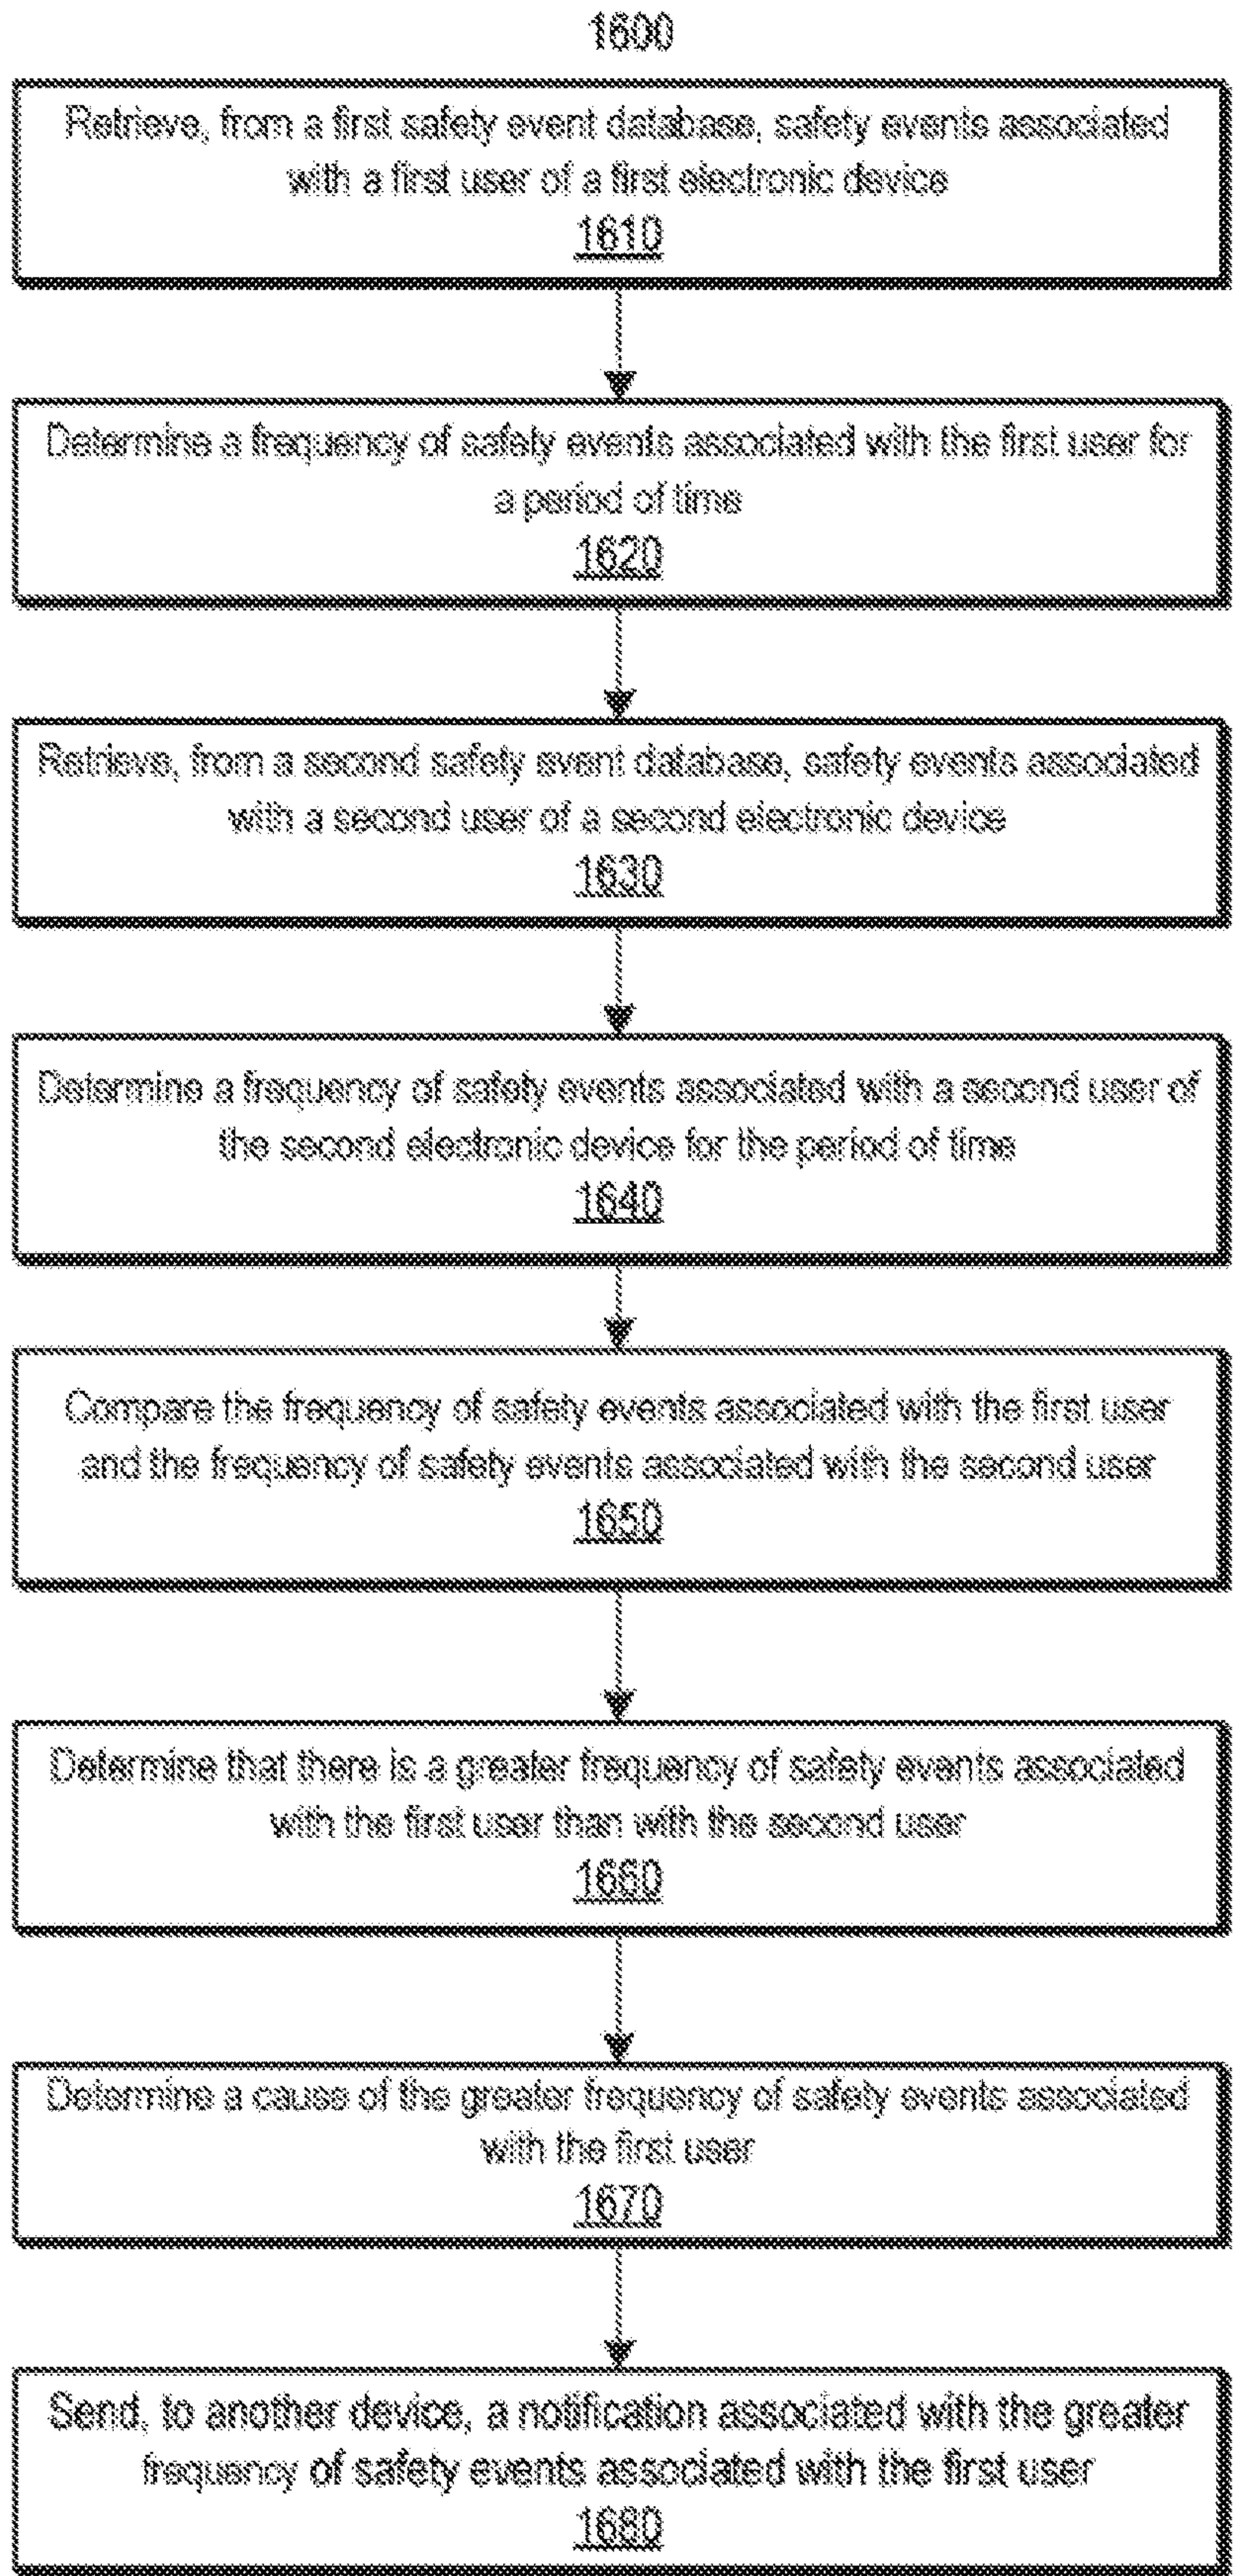 1600
Retrieve, from a first safety event database, safety events associated
with a first user of a first electronic device
1610
Determine a frequency of safety events associated with the first user for
a period of time
1620
Retrieve, from a second safety event database, safety events associated
with a second user of a second electronic device
1630
Determine a frequency of safety events associated with a second user of
the second electronic device for the period of time
1640
Compare the frequency of safety events associated with the first user
and the frequency of safety events associated with the second user
1650
Determine that there is a greater frequency of safety events associated
with the first user than with the second user
1660
Determine a cause of the greater frequency of safety events associated
with the first user
1670
Send, to another device, a notification associated with the greater
frequency of safety events associated with the first user
1680